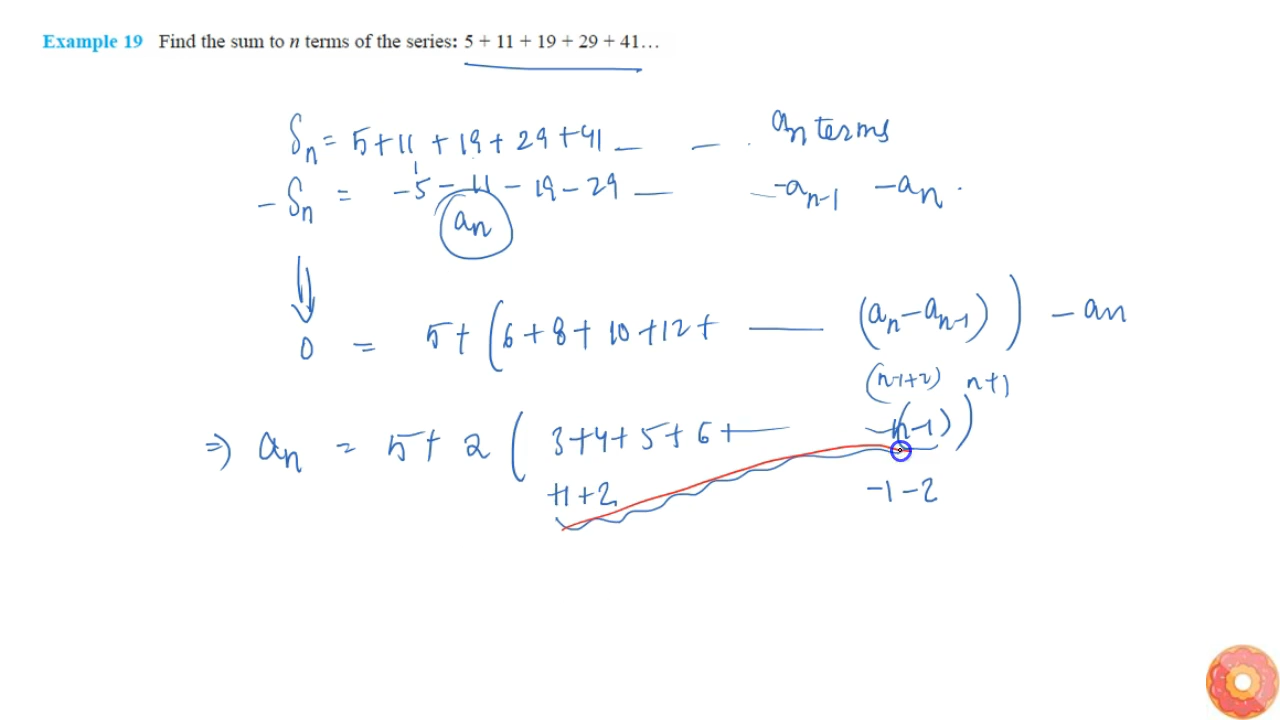 Example 19 Find the sum to n terms of the series: 5 + 11 + 19 + 29 + 41…
Sn = 5+11 + 19 + 29 +41 — — . an terms
- Sn = -5 - 11 - 19 - 29 — — -an-1 -an .
an
0 = 5 + (6+8+10+12+ — (an-an-1)) - an
(n-1+2) n+1
⇒ an = 5+ 2 ( 3+4+5+6+ — (n-1))
+1+2 -1-2